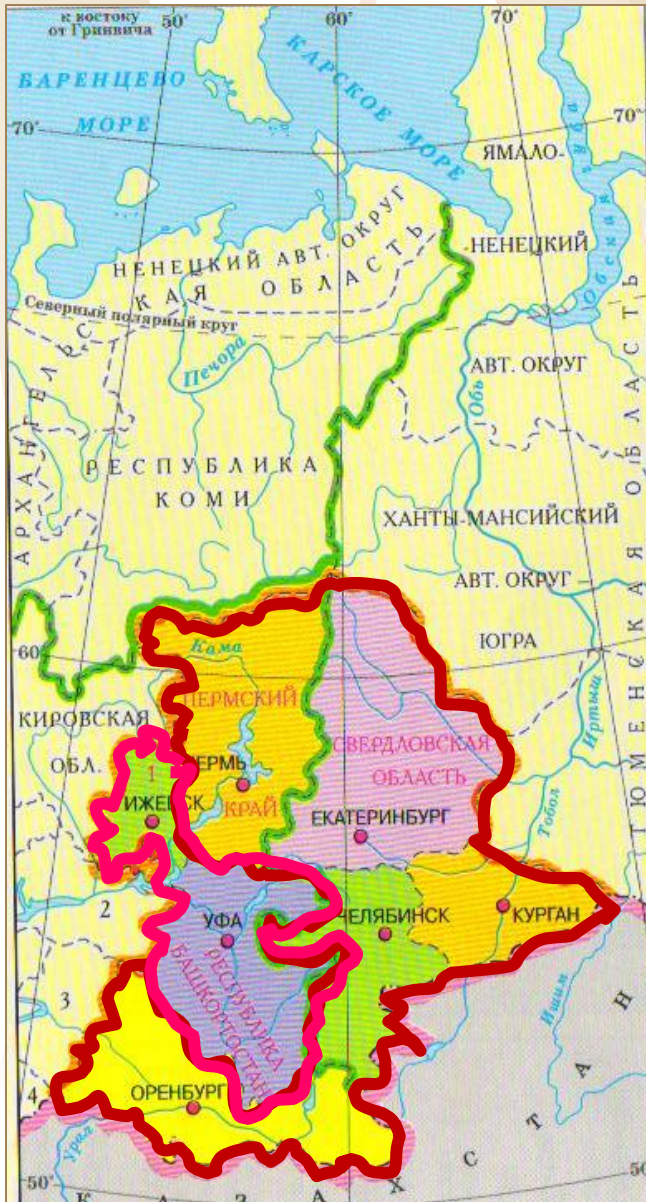 к востоку
от Гринвича
50°
60
70
БАРЕНЦЕВО
МОРЕ
КАРСКОЕ МОРЕ
70°
70°
ЯМАЛО-
НЕНЕЦКИЙ
АВТ. ОКРУГ
Обская
НЕНЕЦКИЙ АВТ. ОКРУГ
КАЯ ОБЛАСТЬ
Северный полярный круг
Печора
Обь
АРХАНГЕЛЬС
РЕСПУБЛИКА
КОМИ
ХАНТЫ-МАНСИЙСКИЙ
АВТ. ОКРУГ
ЮГРА
ТЮМЕНСКАЯ ОБЛАСТЬ
Иртыш
60
Кама
КИРОВСКАЯ
ОБЛ.
ПЕРМСКИЙ
КРАЙ
ПЕРМЬ
СВЕРДЛОВСКАЯ
ОБЛАСТЬ
1
ИЖЕВСК
ЕКАТЕРИНБУРГ
Тобол
2
УФА
ЧЕЛЯБИНСК
КУРГАН
РЕСПУБЛИКА
БАШКОРТОСТАН
3
Ишим
4
ОРЕНБУРГ
Урал
50°
50
КАЗАХСТАН